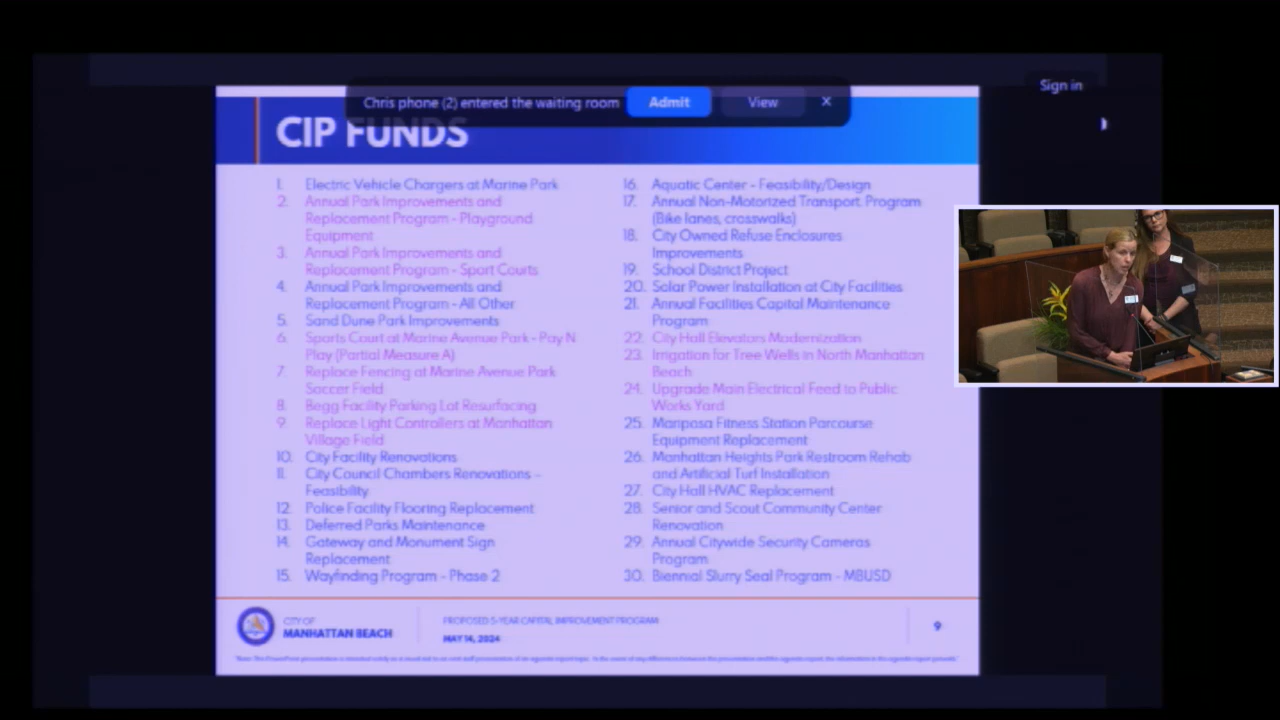 Chris phone (2) entered the waiting room
Admit
View
×
Sign in
CIP FUNDS
1. Electric Vehicle Chargers at Marine Park
2. Annual Park Improvements and
Replacement Program - Playground
Equipment
3. Annual Park Improvements and
Replacement Program - Sport Courts
4. Annual Park Improvements and
Replacement Program - All Other
5. Sand Dune Park Improvements
6. Sports Court at Marine Avenue Park - Pay N
Play (Partial Measure A)
7. Replace Fencing at Marine Avenue Park
Soccer Field
8. Begg Facility Parking Lot Resurfacing
9. Replace Light Controllers at Manhattan
Village Field
10. City Facility Renovations
11. City Council Chambers Renovations –
Feasibility
12. Police Facility Flooring Replacement
13. Deferred Parks Maintenance
14. Gateway and Monument Sign
Replacement
15. Wayfinding Program - Phase 2
16. Aquatic Center - Feasibility/Design
17. Annual Non-Motorized Transport. Program
(Bike lanes, crosswalks)
18. City Owned Refuse Enclosures
Improvements
19. School District Project
20. Solar Power Installation at City Facilities
21. Annual Facilities Capital Maintenance
Program
22. City Hall Elevators Modernization
23. Irrigation for Tree Wells in North Manhattan
Beach
24. Upgrade Main Electrical Feed to Public
Works Yard
25. Mariposa Fitness Station Parcourse
Equipment Replacement
26. Manhattan Heights Park Restroom Rehab
and Artificial Turf Installation
27. City Hall HVAC Replacement
28. Senior and Scout Community Center
Renovation
29. Annual Citywide Security Cameras
Program
30. Biennial Slurry Seal Program - MBUSD
CITY OF
MANHATTAN BEACH
PROPOSED 5-YEAR CAPITAL IMPROVEMENT PROGRAM
MAY 14, 2024
9